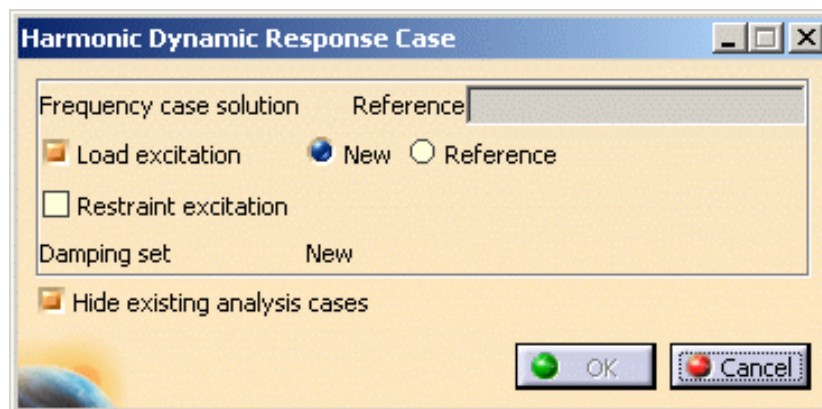 Harmonic Dynamic Response Case
Frequency case solution Reference
Load excitation New Reference
Restraint excitation
Damping set New
Hide existing analysis cases
OK Cancel